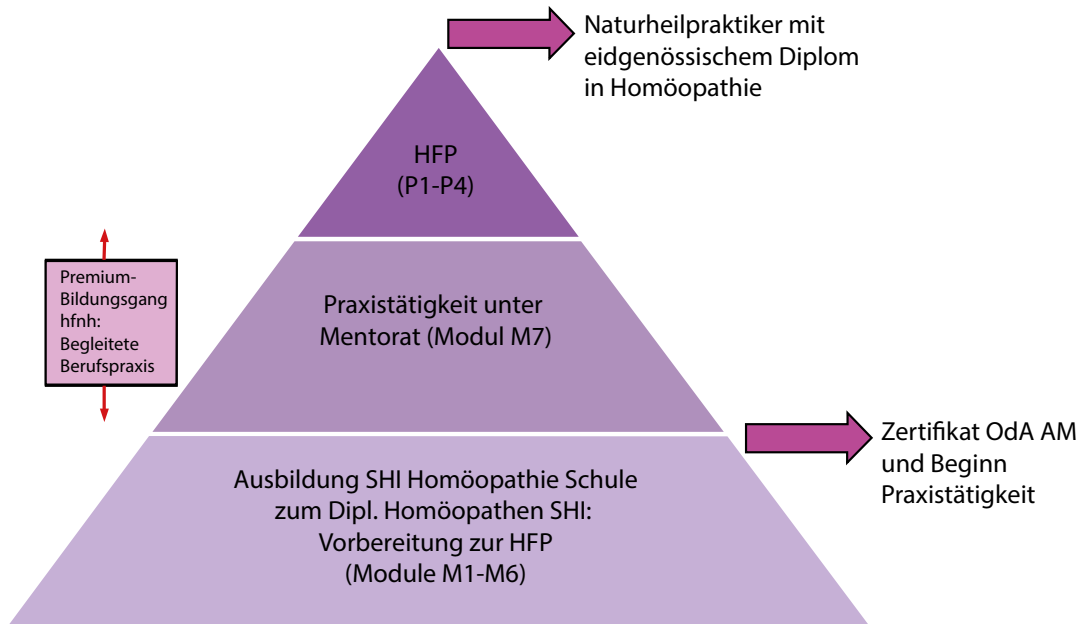 Naturheilpraktiker mit
eidgenössischem Diplom
in Homöopathie
HFP
(P1-P4)
Premium-
Bildungsgang
hfnh:
Begleitete
Berufspraxis
Praxistätigkeit unter
Mentorat (Modul M7)
Zertifikat OdA AM
und Beginn
Praxistätigkeit
Ausbildung SHI Homöopathie Schule
zum Dipl. Homöopathen SHI:
Vorbereitung zur HFP
(Module M1-M6)